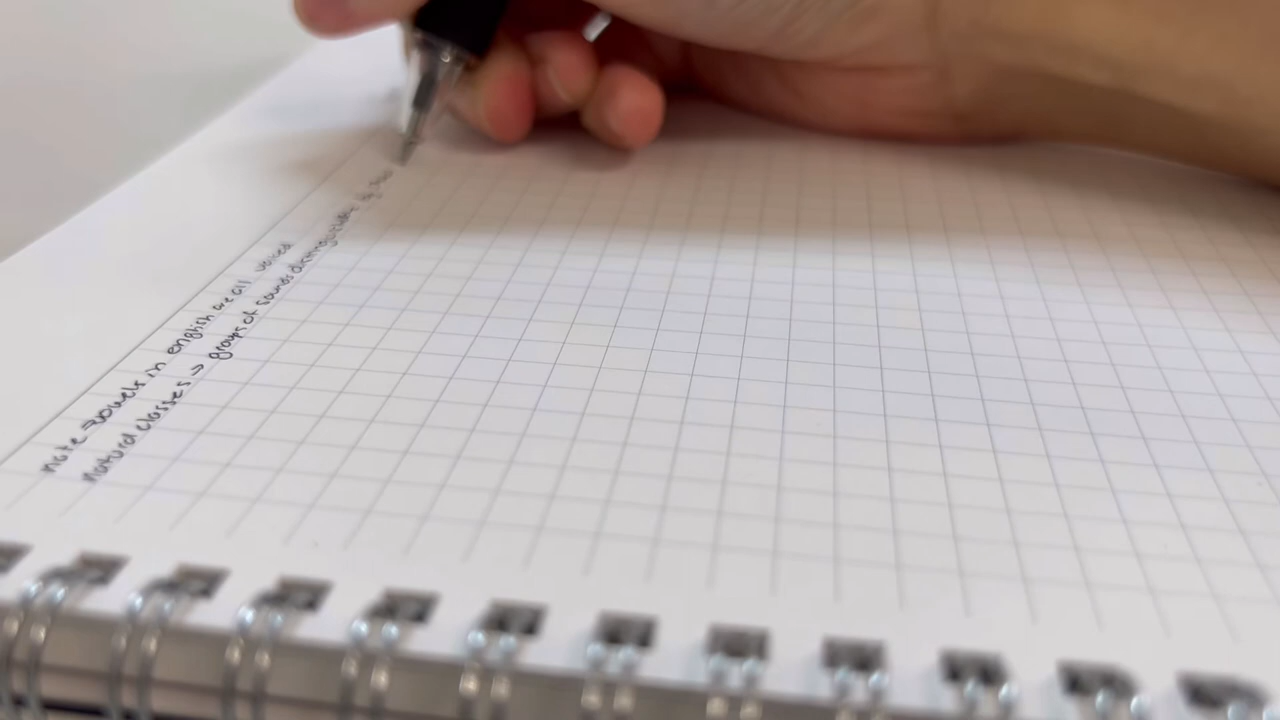 note → vowels in english are all voiced
natural classes → groups of sounds distinguished